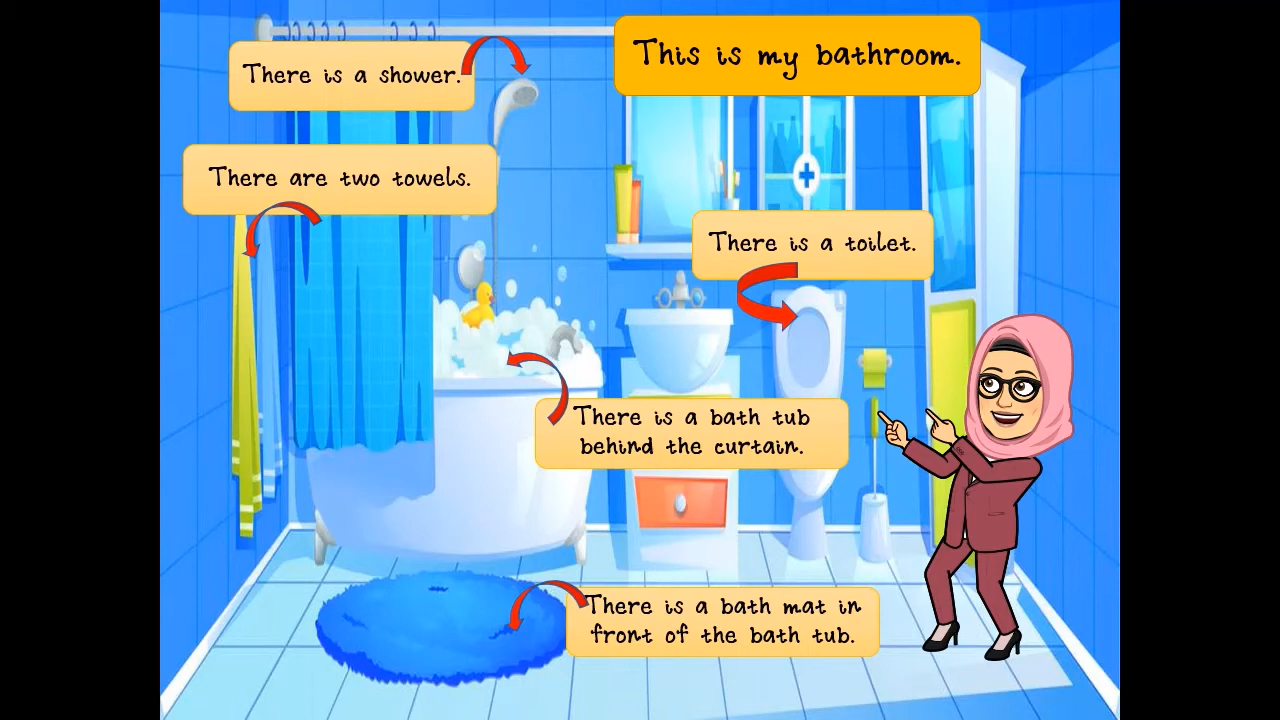 This is my bathroom.
There is a shower.
There are two towels.
There is a toilet.
There is a bath tub
behind the curtain.
There is a bath mat in
front of the bath tub.